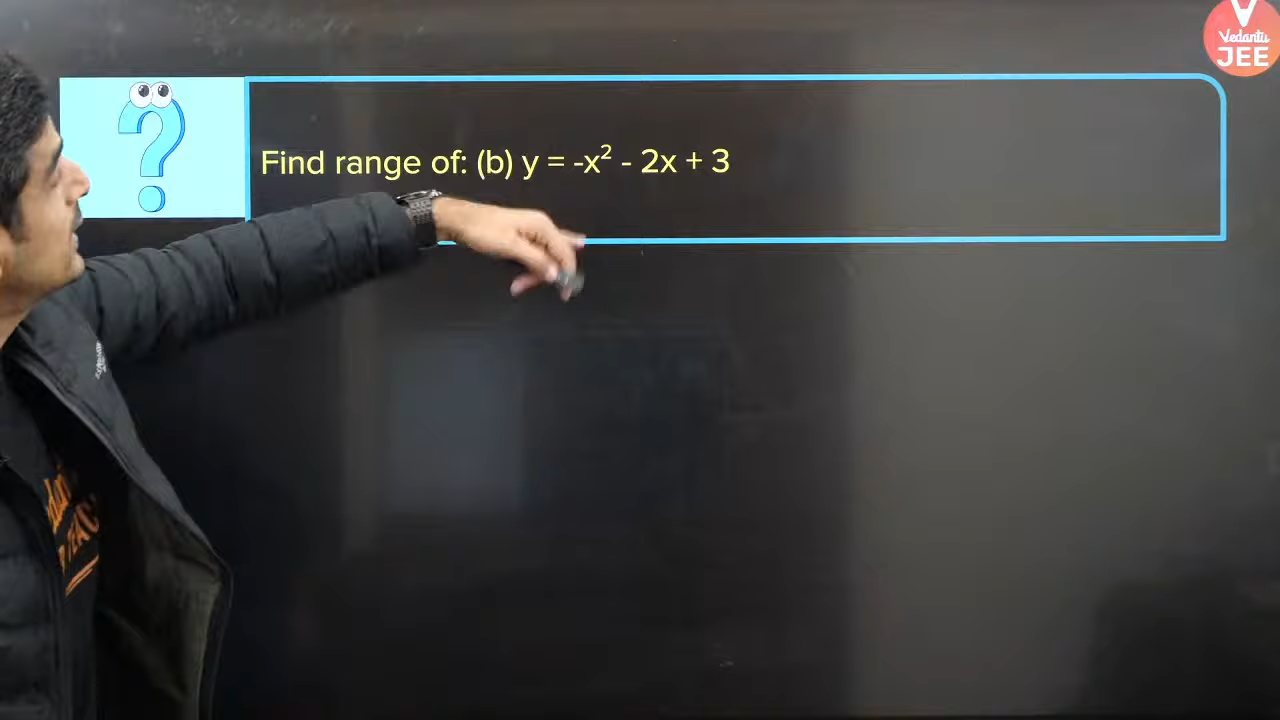 Vedantu
JEE
Find range of: (b) y = -x² - 2x + 3